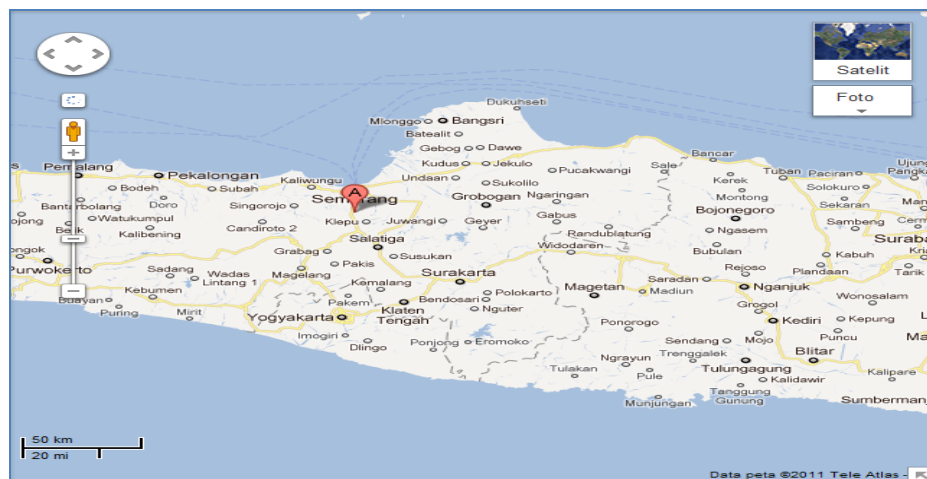 Satelit
Foto
Dukuhseti
Mlonggo
Bangsri
Batealit
Gebog
Dawe
Kudus
Jekulo
Pucakwangi
Sale
Bancar
Undaan
Sukolilo
Ngaringan
Kerek
Montong
Tuban
Paciran
Ujung
Pangka
Solokuro
Pemalang
Pekalongan
Kaliwungu
Bodeh
Subah
Doro
Bantarbolang
Singorojo
A
Semarang
Grobogan
Gabus
Bojonegoro
Sekaran
Watukumpul
Belik
Klepu
Juwangi
Geyer
Randublatung
Ngasem
Sambeng
Kalibening
Candiroto 2
Salatiga
Widodaren
Bubulan
Kabuh
Suraba
Grabag
Susukan
Pakis
Purwokerto
Sadang
Wadas
Lintang 1
Magelang
Surakarta
Saradan
Rejoso
Plandaan
Tarik
Kebumen
Kemalang
Polokarto
Magetan
Madiun
Nganjuk
Wonosalam
Buayan
Puring
Mirit
Pakem
Klaten
Tengah
Bendosari
Nguter
Grogol
Yogyakarta
Ponorogo
Kediri
Kepung
Imogiri
Dlingo
Ponjong
Eromoko
Sendang
Mojo
Puncu
Ngrayun
Trenggalek
Blitar
Tulakan
Pule
Tulungagung
Kalidawir
Kalipare
Tanggung
Gunung
Munjungan
Sumbermanj
50 km
20 mi
Data peta ©2011 Tele Atlas -